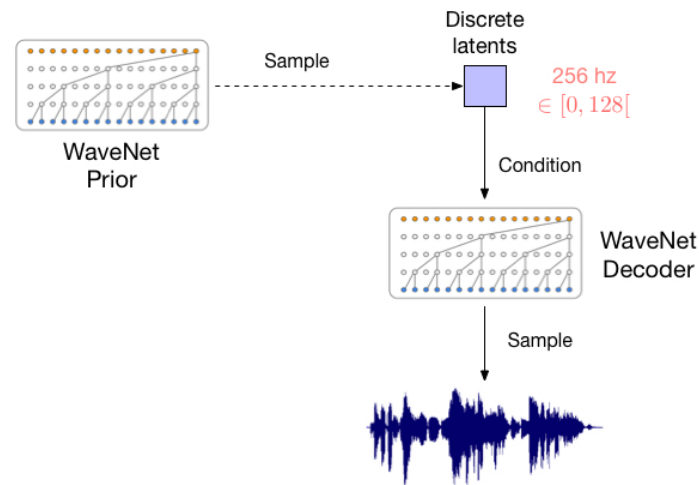 Discrete
latents
Sample
256 hz
∈ [0, 128[
WaveNet
Prior
Condition
WaveNet
Decoder
Sample